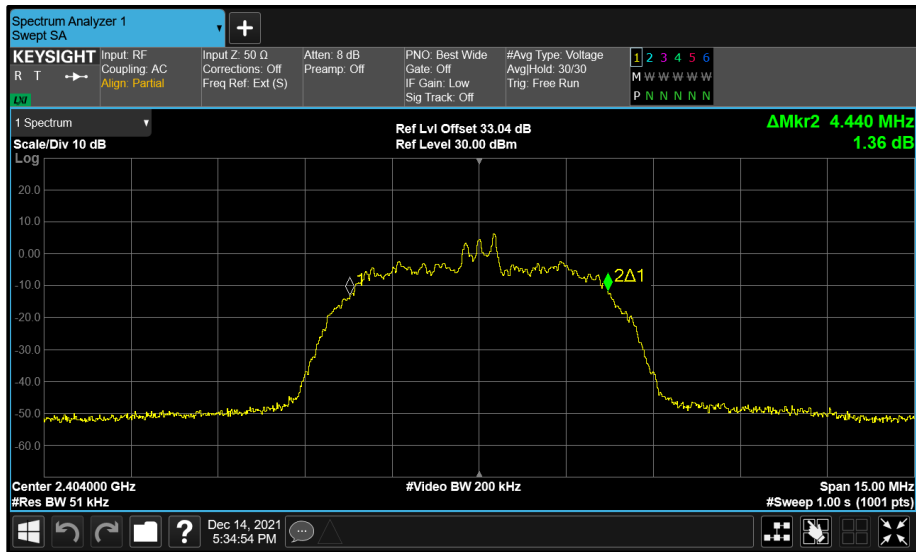 Spectrum Analyzer 1
Swept SA
KEYSIGHT
R T
LXI
Input: RF
Coupling: AC
Align: Partial
Input Z: 50 Ω
Corrections: Off
Freq Ref: Ext (S)
Atten: 8 dB
Preamp: Off
PNO: Best Wide
Gate: Off
IF Gain: Low
Sig Track: Off
#Avg Type: Voltage
Avg|Hold: 30/30
Trig: Free Run
1 2 3 4 5 6
M W W W W W
P N N N N N
1 Spectrum
Scale/Div 10 dB
Ref Lvl Offset 33.04 dB
Ref Level 30.00 dBm
ΔMkr2 4.440 MHz
1.36 dB
Log
20.0
10.0
0.00
-10.0
-20.0
-30.0
-40.0
-50.0
-60.0
1
2Δ1
Center 2.404000 GHz
#Res BW 51 kHz
#Video BW 200 kHz
Span 15.00 MHz
#Sweep 1.00 s (1001 pts)
Dec 14, 2021
5:34:54 PM